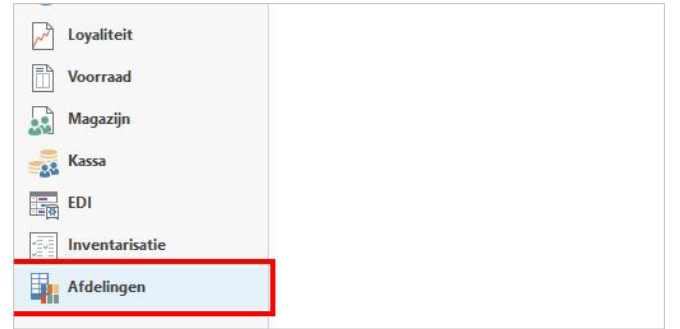 Loyaliteit
Voorraad
Magazijn
Kassa
EDI
Inventarisatie
Afdelingen